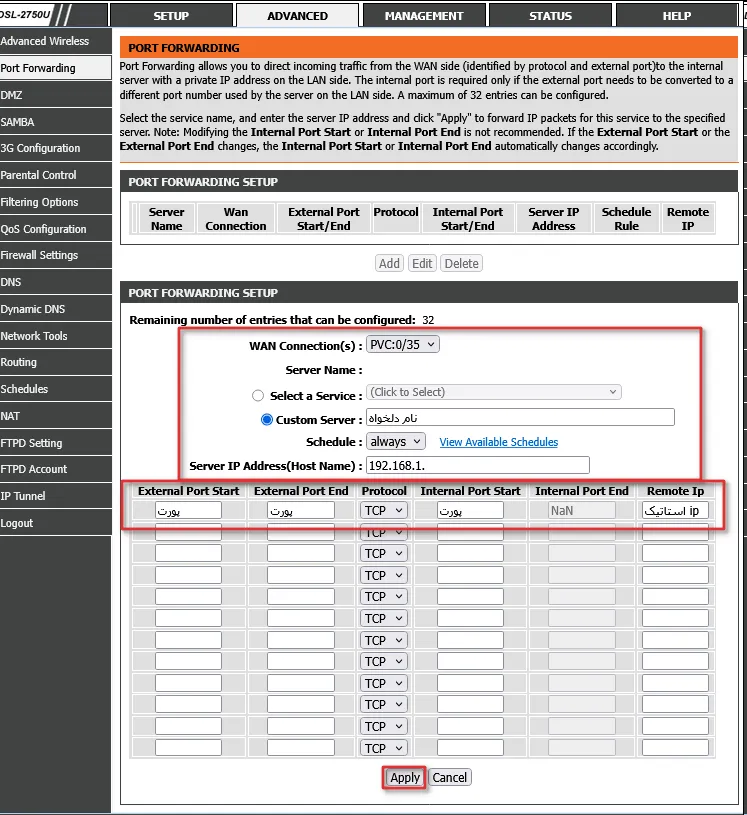 DSL-2750U
SETUP
ADVANCED
MANAGEMENT
STATUS
HELP
Advanced Wireless
Port Forwarding
DMZ
SAMBA
3G Configuration
Parental Control
Filtering Options
QoS Configuration
Firewall Settings
DNS
Dynamic DNS
Network Tools
Routing
Schedules
NAT
FTPD Setting
FTPD Account
IP Tunnel
Logout
PORT FORWARDING
Port Forwarding allows you to direct incoming traffic from the WAN side (identified by protocol and external port)to the internal
server with a private IP address on the LAN side. The internal port is required only if the external port needs to be converted to a
different port number used by the server on the LAN side. A maximum of 32 entries can be configured.
Select the service name, and enter the server IP address and click "Apply" to forward IP packets for this service to the specified
server. Note: Modifying the Internal Port Start or Internal Port End is not recommended. If the External Port Start or the
External Port End changes, the Internal Port Start or Internal Port End automatically changes accordingly.
PORT FORWARDING SETUP
Server Name
Wan Connection
External Port Start/End
Protocol
Internal Port Start/End
Server IP Address
Schedule Rule
Remote IP
Add Edit Delete
PORT FORWARDING SETUP
Remaining number of entries that can be configured: 32
WAN Connection(s) : PVC:0/35
Server Name :
Select a Service : (Click to Select)
Custom Server : نام دلخواه
Schedule : always View Available Schedules
Server IP Address(Host Name) : 192.168.1.
External Port Start External Port End Protocol Internal Port Start Internal Port End Remote Ip
پورت پورت TCP پورت NaN استاتیک ip
TCP
TCP
TCP
TCP
TCP
TCP
TCP
TCP
TCP
TCP
TCP
Apply Cancel